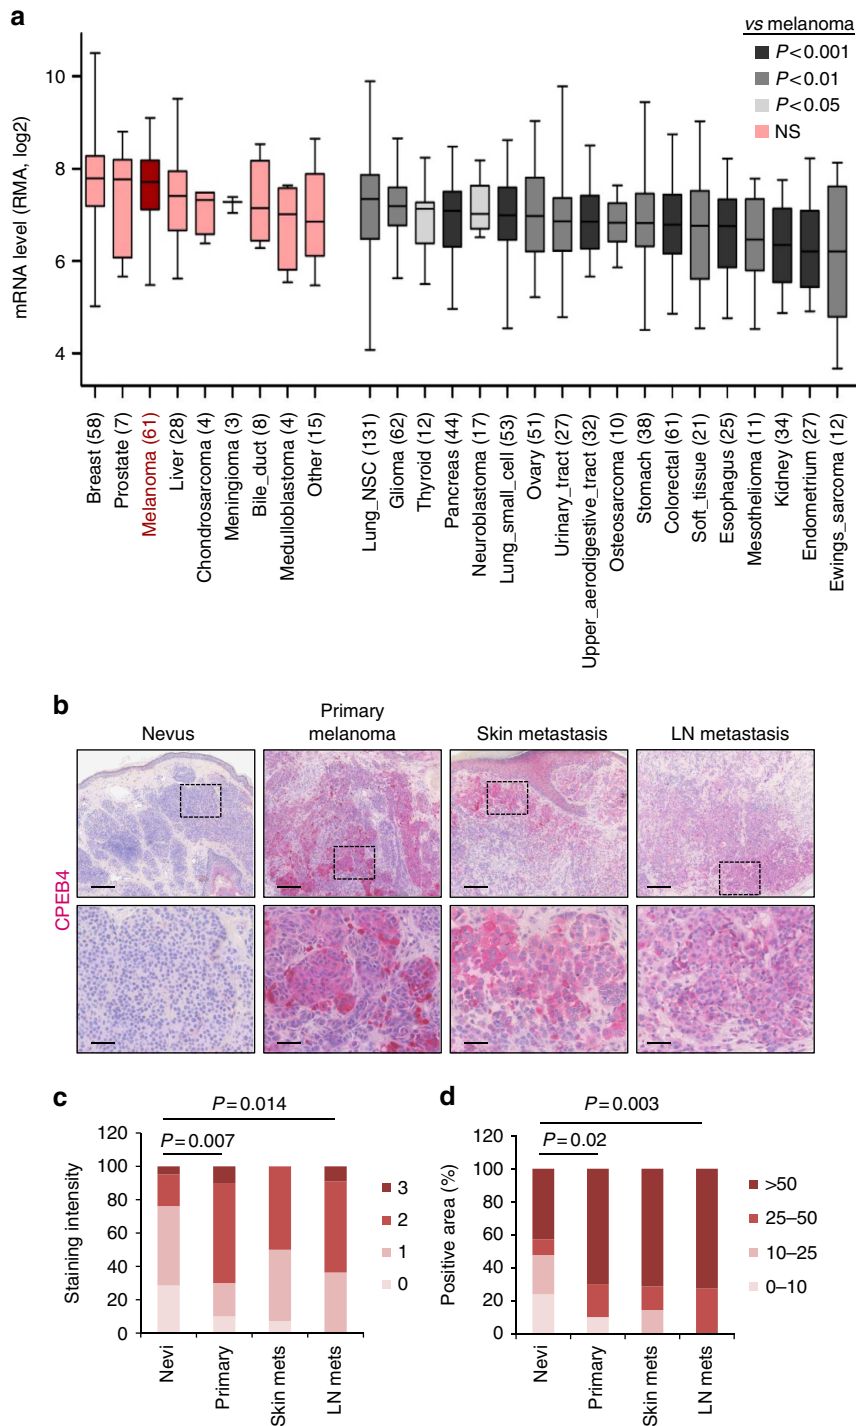 a
vs melanoma
P<0.001
P<0.01
P<0.05
NS
mRNA level (RMA, log2)
10
8
6
4
Breast (58)
Prostate (7)
Melanoma (61)
Liver (28)
Chondrosarcoma (4)
Meningioma (3)
Bile_duct (8)
Medulloblastoma (4)
Other (15)
Lung_NSC (131)
Glioma (62)
Thyroid (12)
Pancreas (44)
Neuroblastoma (17)
Lung_small_cell (53)
Ovary (51)
Urinary_tract (27)
Upper_aerodigestive_tract (32)
Osteosarcoma (10)
Stomach (38)
Colorectal (61)
Soft_tissue (21)
Esophagus (25)
Mesothelioma (11)
Kidney (34)
Endometrium (27)
Ewings_sarcoma (12)
b
Nevus
Primary
melanoma
Skin metastasis
LN metastasis
CPEB4
c
P=0.014
P=0.007
Staining intensity
120
100
80
60
40
20
0
3
2
1
0
Nevi
Primary
Skin mets
LN mets
d
P=0.003
P=0.02
Positive area (%)
120
100
80
60
40
20
0
>50
25–50
10–25
0–10
Nevi
Primary
Skin mets
LN mets